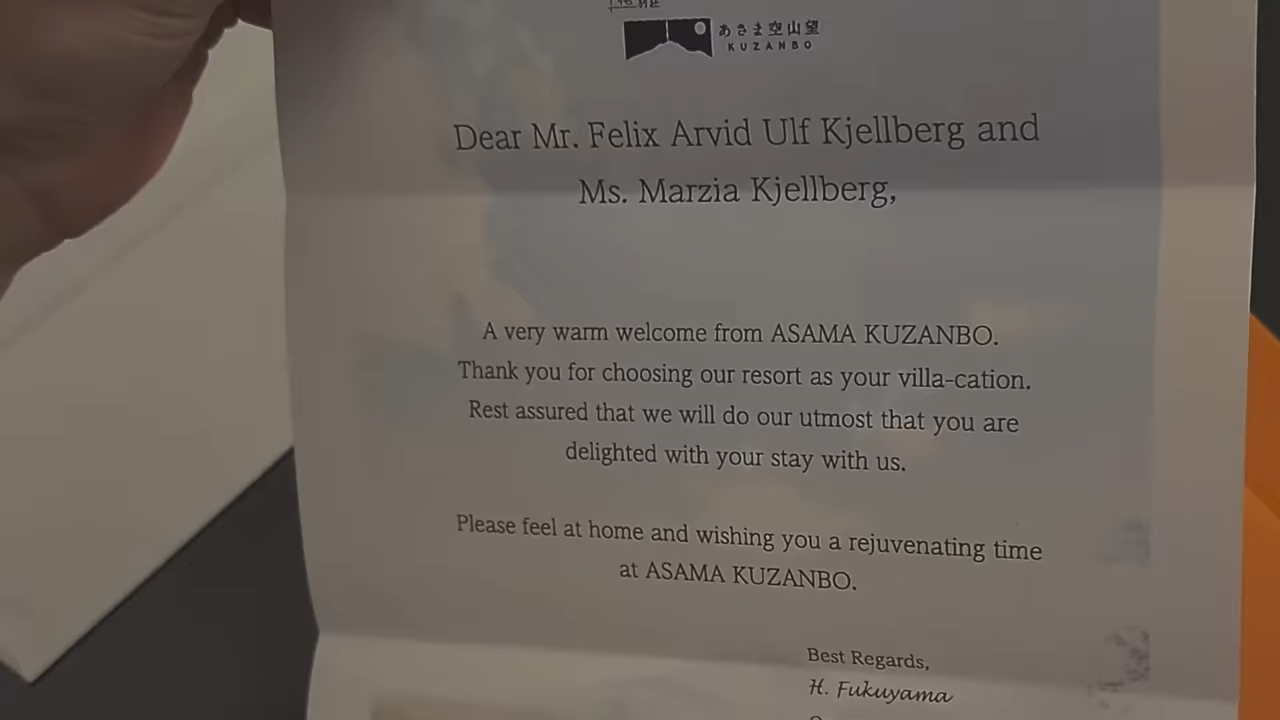 あさま空山望
KUZANBO
Dear Mr. Felix Arvid Ulf Kjellberg and
Ms. Marzia Kjellberg,
A very warm welcome from ASAMA KUZANBO.
Thank you for choosing our resort as your villa-cation.
Rest assured that we will do our utmost that you are
delighted with your stay with us.
Please feel at home and wishing you a rejuvenating time
at ASAMA KUZANBO.
Best Regards,
H. Fukuyama